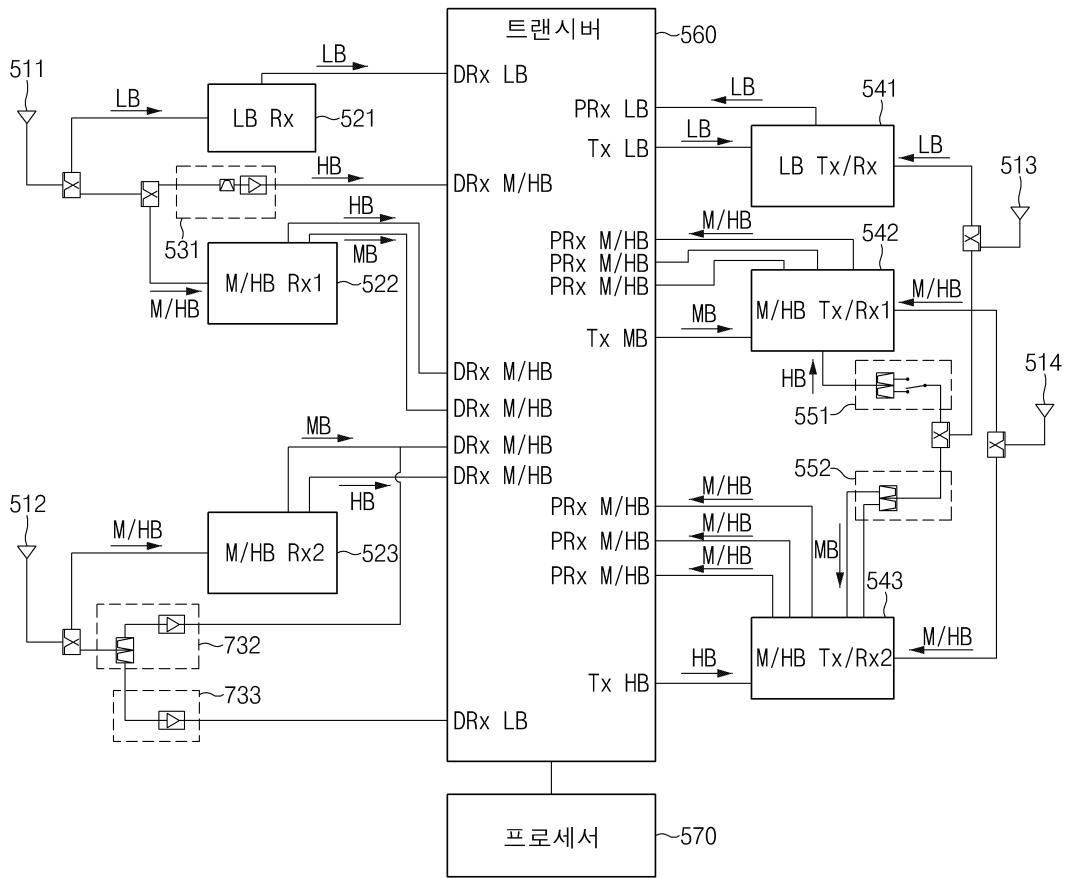 트랜시버
560
511
LB
DRx LB
LB
LB Rx
521
PRx LB
LB
541
Tx LB
LB
LB Tx/Rx
LB
513
HB
DRx M/HB
531
HB
MB
M/HB Rx1
522
M/HB
PRx M/HB
PRx M/HB
PRx M/HB
M/HB
542
M/HB Tx/Rx1
M/HB
Tx MB
MB
514
HB
551
DRx M/HB
DRx M/HB
MB
DRx M/HB
DRx M/HB
HB
552
512
M/HB
M/HB Rx2
523
PRx M/HB
M/HB
PRx M/HB
M/HB
PRx M/HB
M/HB
MB
543
732
M/HB Tx/Rx2
M/HB
Tx HB
HB
733
DRx LB
프로세서
570